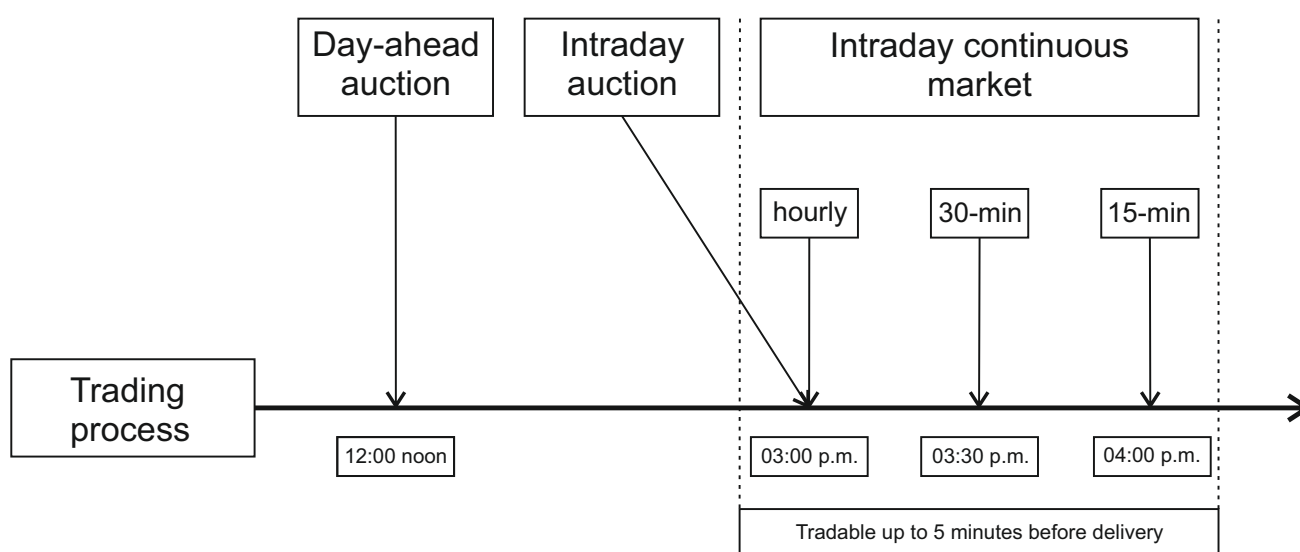 Day-ahead
auction
Intraday
auction
Intraday continuous
market
hourly
30-min
15-min
Trading
process
12:00 noon
03:00 p.m.
03:30 p.m.
04:00 p.m.
Tradable up to 5 minutes before delivery